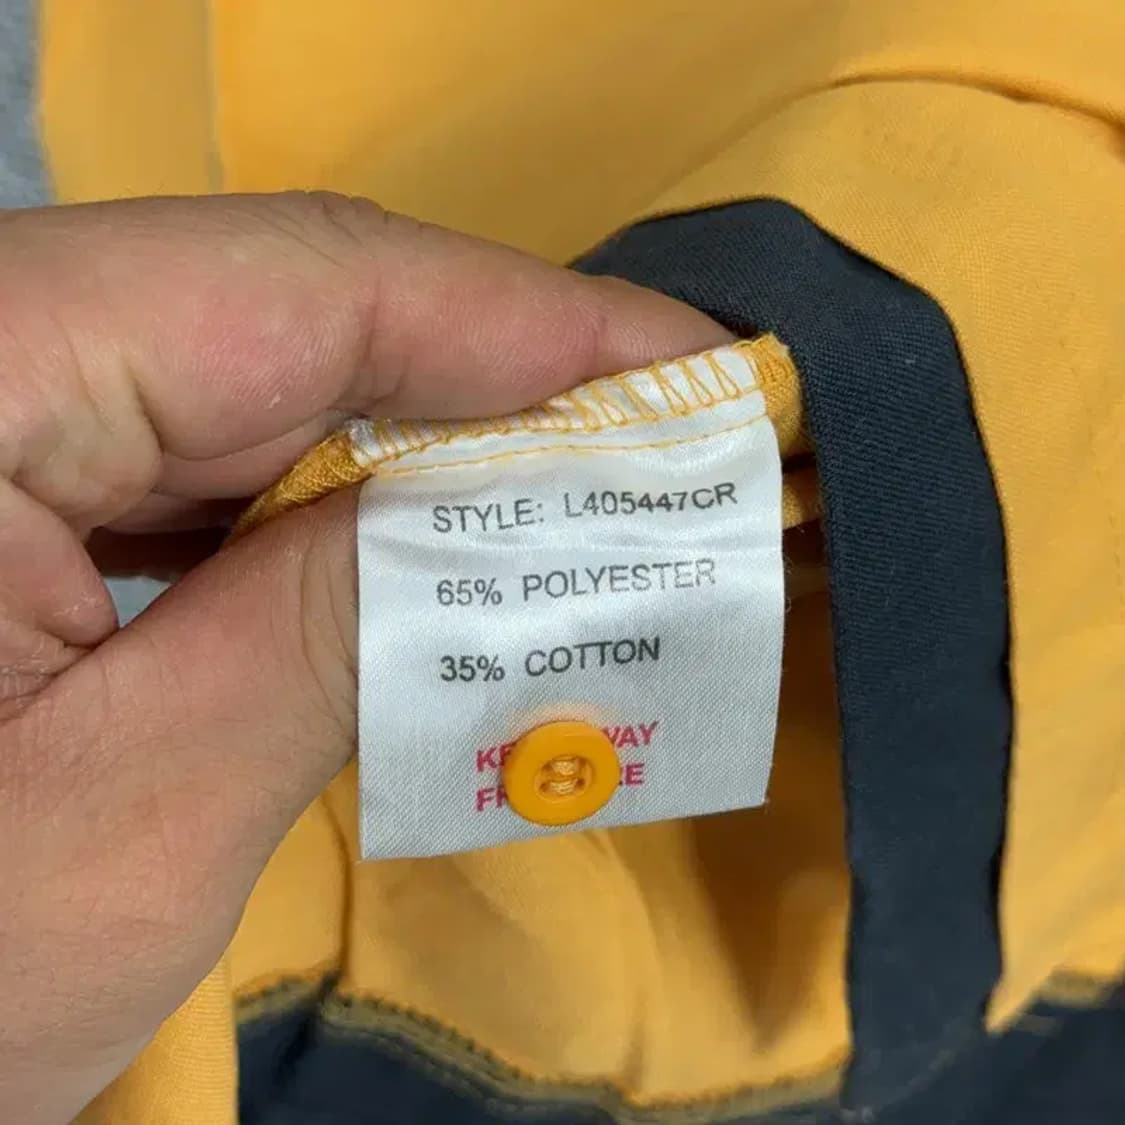 STYLE: L405447CR
65% POLYESTER
35% COTTON